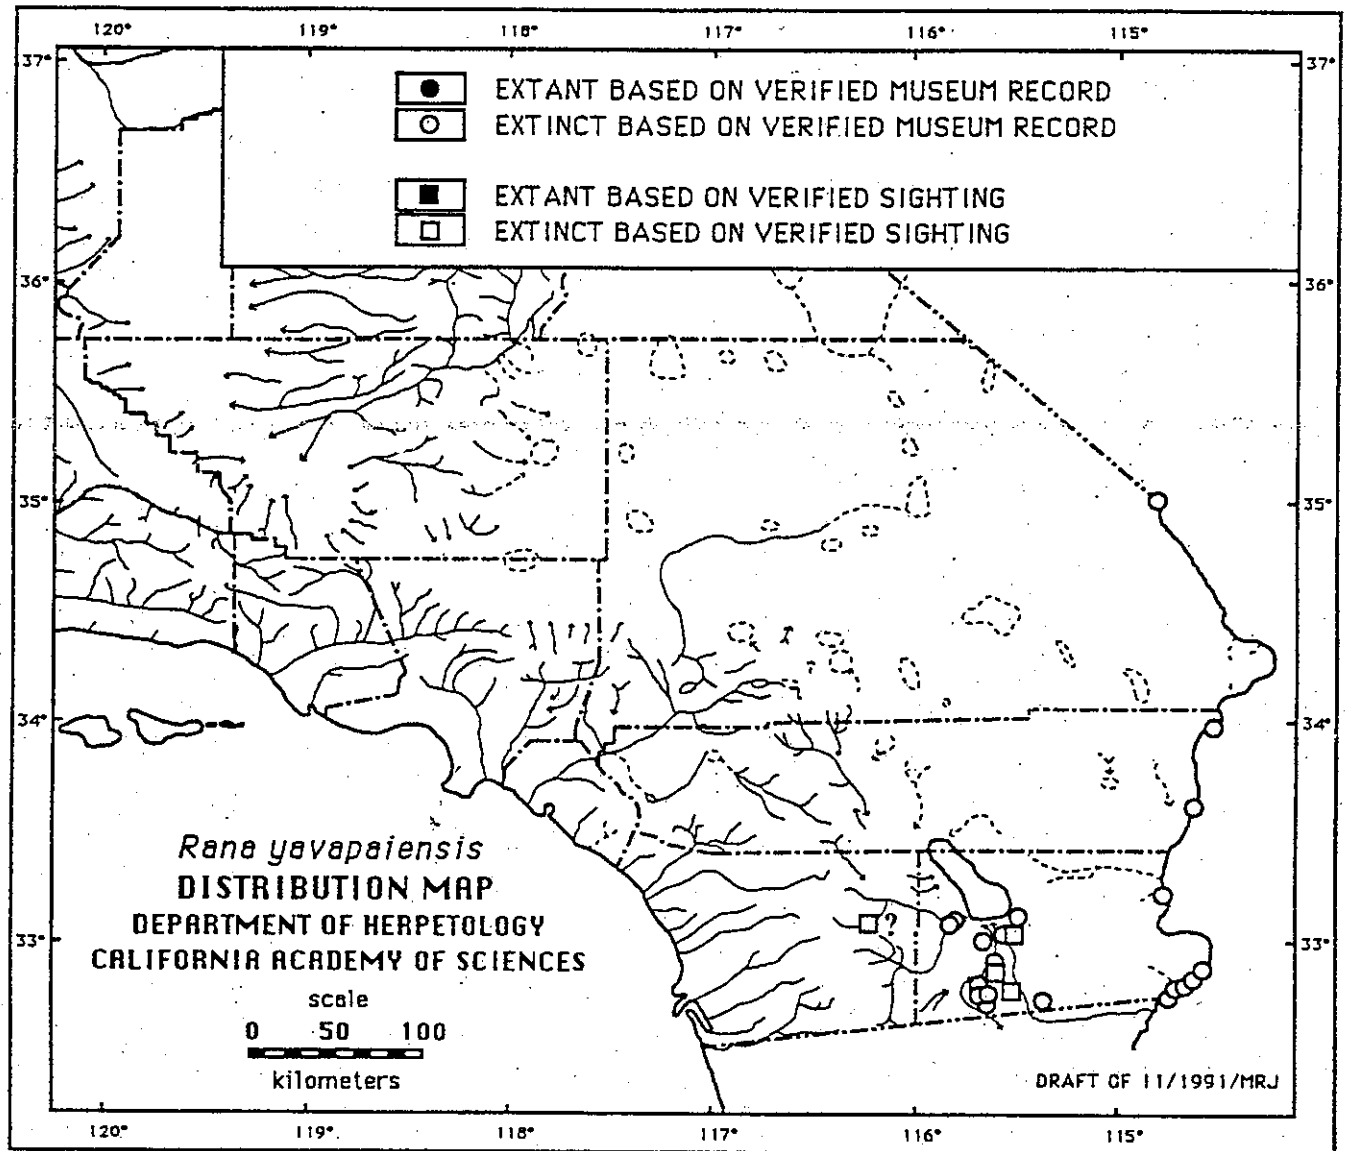 120° 119° 118° 117° 116° 115°
37° 37°
EXTANT BASED ON VERIFIED MUSEUM RECORD
EXTINCT BASED ON VERIFIED MUSEUM RECORD
EXTANT BASED ON VERIFIED SIGHTING
EXTINCT BASED ON VERIFIED SIGHTING
36° 36°
35° 35°
34° 34°
Rana yavapaiensis
DISTRIBUTION MAP
DEPARTMENT OF HERPETOLOGY
?
33° 33°
CALIFORNIA ACADEMY OF SCIENCES
scale
0 50 100
kilometers
DRAFT OF 11/1991/MRJ
120° 119° 118° 117° 116° 115°